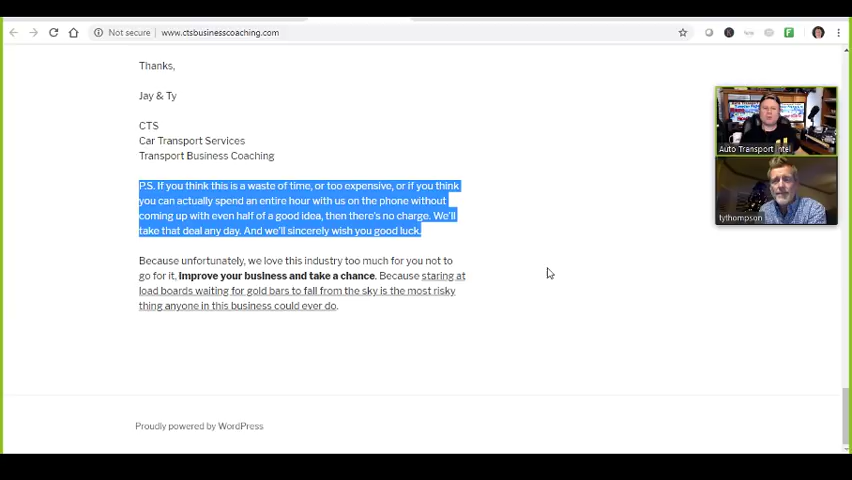 Not secure
www.ctsbusinesscoaching.com
Thanks,
Jay & Ty
CTS
Car Transport Services
Transport Business Coaching
P.S. If you think this is a waste of time, or too expensive, or if you think
you can actually spend an entire hour with us on the phone without
coming up with even half of a good idea, then there's no charge. We'll
take that deal any day. And we'll sincerely wish you good luck.
Because unfortunately, we love this industry too much for you not to
go for it, improve your business and take a chance. Because staring at
load boards waiting for gold bars to fall from the sky is the most risky
thing anyone in this business could ever do.
Proudly powered by WordPress
Auto Transport Intel
tythompson